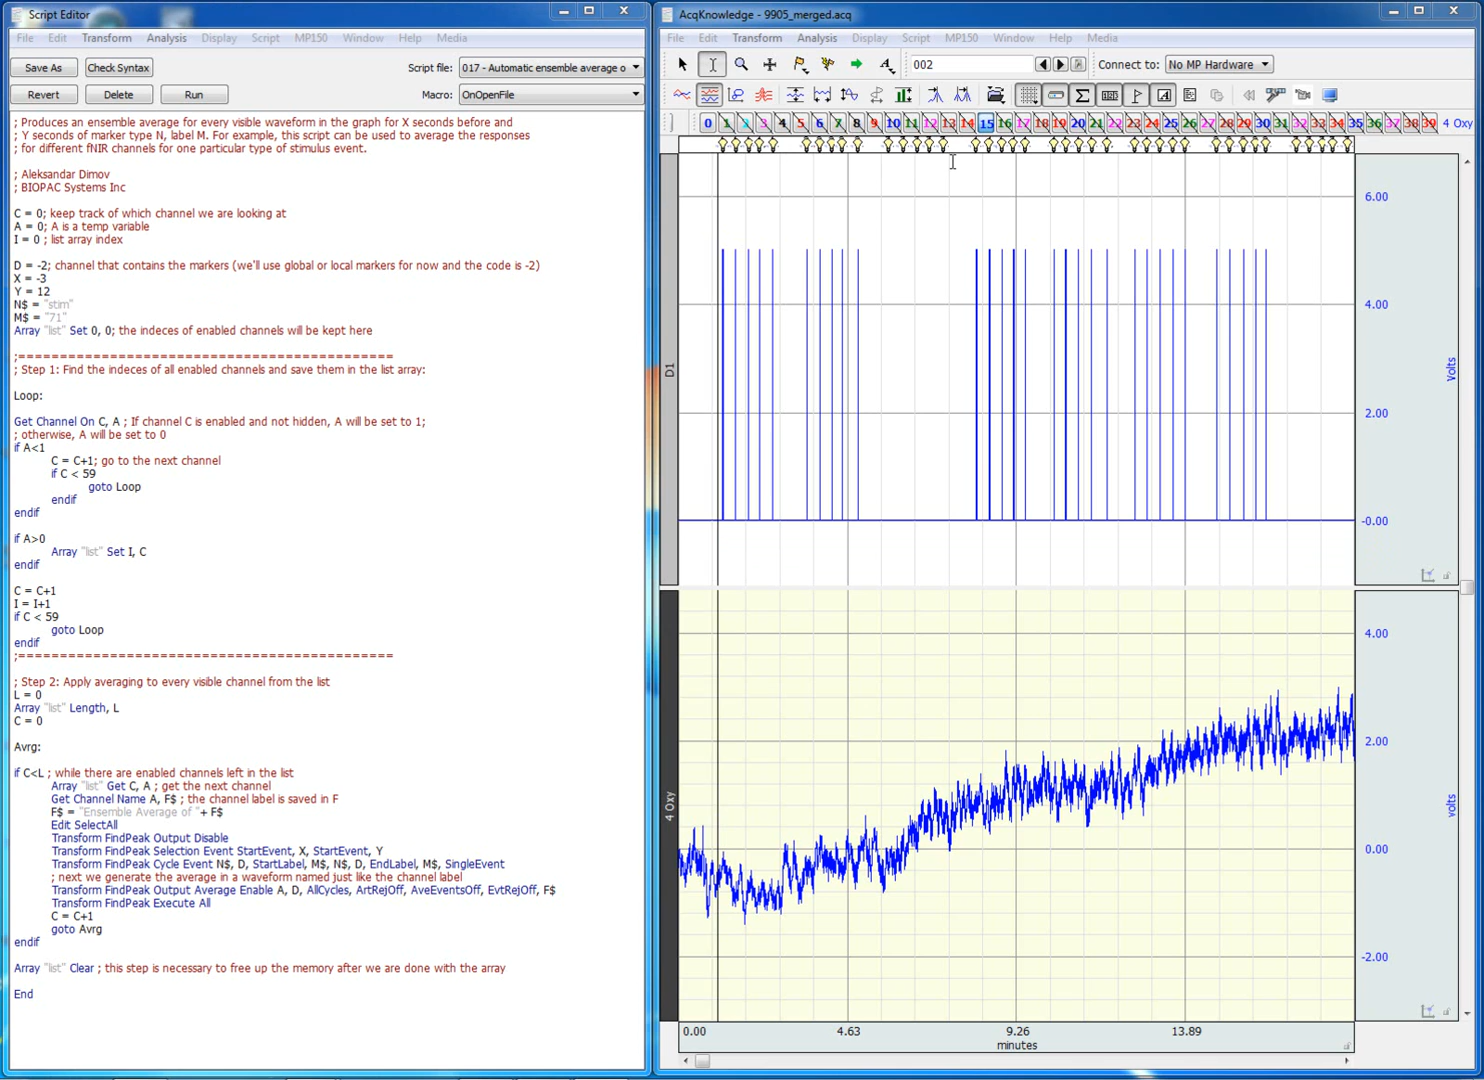 Script Editor
File Edit Transform Analysis Display Script MP150 Window Help Media
Save As Check Syntax Script file: 017 - Automatic ensemble average o
Revert Delete Run Macro: OnOpenFile
; Produces an ensemble average for every visible waveform in the graph for X seconds before and
; Y seconds of marker type N, label M. For example, this script can be used to average the responses
; for different fNIR channels for one particular type of stimulus event.
; Aleksandar Dimov
; BIOPAC Systems Inc
C = 0; keep track of which channel we are looking at
A = 0; A is a temp variable
I = 0 ; list array index
D = -2; channel that contains the markers (we'll use global or local markers for now and the code is -2)
X = -3
Y = 12
N$ = "stim"
M$ = "71"
Array "list" Set 0, 0; the indeces of enabled channels will be kept here
;=============================================
; Step 1: Find the indeces of all enabled channels and save them in the list array:
Loop:
Get Channel On C, A ; If channel C is enabled and not hidden, A will be set to 1;
; otherwise, A will be set to 0
if A<1
C = C+1; go to the next channel
if C < 59
goto Loop
endif
endif
if A>0
Array "list" Set I, C
endif
C = C+1
I = I+1
if C < 59
goto Loop
endif
;=============================================
; Step 2: Apply averaging to every visible channel from the list
L = 0
Array "list" Length, L
C = 0
Avrg:
if C<L ; while there are enabled channels left in the list
Array "list" Get C, A ; get the next channel
Get Channel Name A, F$ ; the channel label is saved in F
F$ = "Ensemble Average of "+ F$
Edit SelectAll
Transform FindPeak Output Disable
Transform FindPeak Selection Event StartEvent, X, StartEvent, Y
Transform FindPeak Cycle Event N$, D, StartLabel, M$, N$, D, EndLabel, M$, SingleEvent
; next we generate the average in a waveform named just like the channel label
Transform FindPeak Output Average Enable A, D, AllCycles, ArtRejOff, AveEventsOff, EvtRejOff, F$
Transform FindPeak Execute All
C = C+1
goto Avrg
endif
Array "list" Clear ; this step is necessary to free up the memory after we are done with the array
End
AcqKnowledge - 9905_merged.acq
File Edit Transform Analysis Display Script MP150 Window Help Media
002 Connect to: No MP Hardware
0 1 2 3 4 5 6 7 8 9 10 11 12 13 14 15 16 17 18 19 20 21 22 23 24 25 26 27 28 29 30 31 32 33 34 35 36 37 38 39 4 Oxy
D1
6.00
4.00
2.00
-0.00
Volts
4 Oxy
4.00
2.00
0.00
-2.00
volts
0.00 4.63 9.26 13.89
minutes